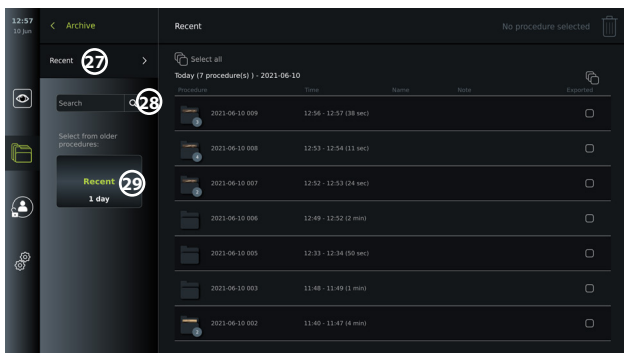 12:57
10 Jun
Archive
Recent
No procedure selected
Recent
27
Select all
Today (7 procedure(s) ) - 2021-06-10
Procedure
Time
Name
Note
Exported
Search
28
Select from older
procedures:
Recent
29
1 day
3
2021-06-10 009
12:56 - 12:57 (38 sec)
4
2021-06-10 008
12:53 - 12:54 (11 sec)
2
2021-06-10 007
12:52 - 12:53 (24 sec)
2021-06-10 006
12:49 - 12:52 (2 min)
2021-06-10 005
12:33 - 12:34 (50 sec)
2021-06-10 003
11:48 - 11:49 (1 min)
2
2021-06-10 002
11:40 - 11:47 (4 min)